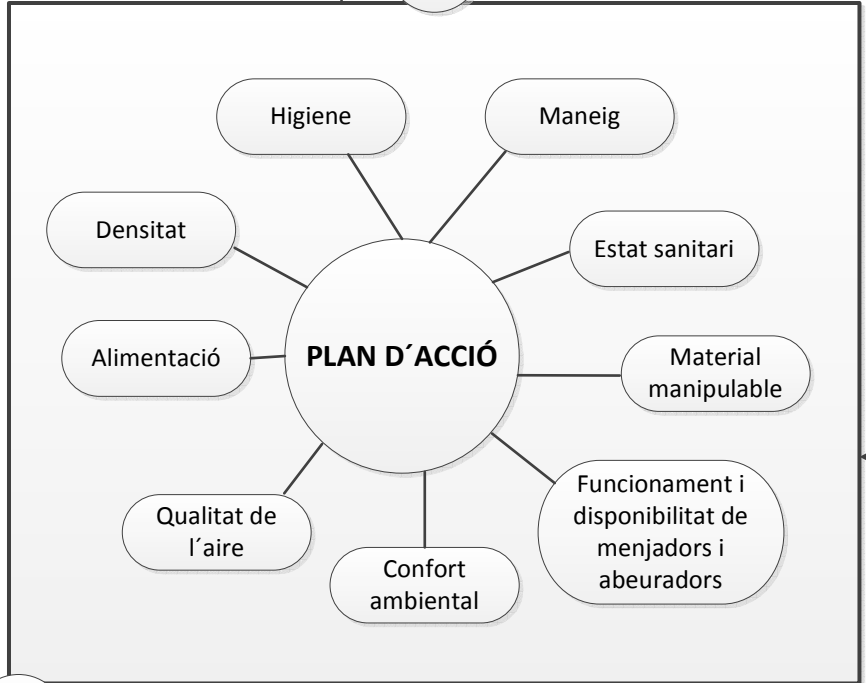 Higiene
Maneig
Densitat
Estat sanitari
Alimentació
PLAN D´ACCIÓ
Material
manipulable
Qualitat de
l´aire
Confort
ambiental
Funcionament i
disponibilitat de
menjadors i
abeuradors